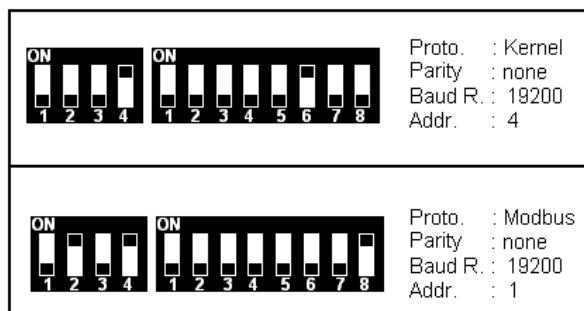 ON ON
1 2 3 4 1 2 3 4 5 6 7 8
Proto. : Kernel
Parity : none
Baud R. : 19200
Addr. : 4
ON ON
1 2 3 4 1 2 3 4 5 6 7 8
Proto. : Modbus
Parity : none
Baud R. : 19200
Addr. : 1